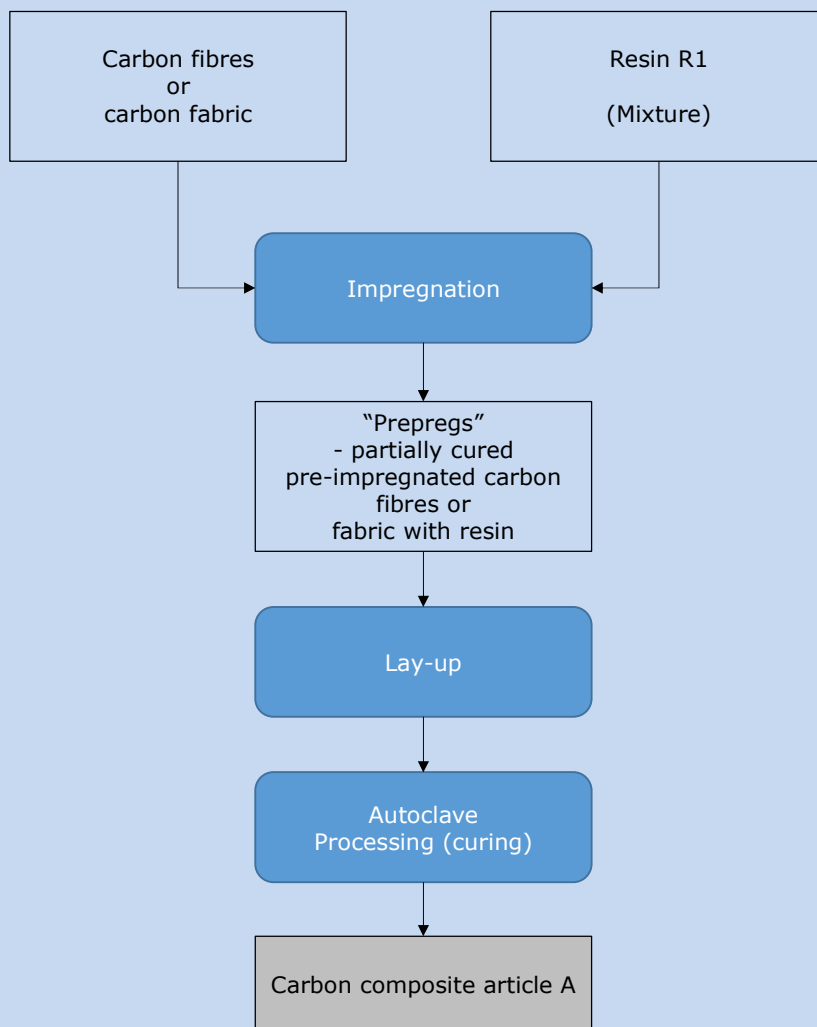 Carbon fibres
or
carbon fabric
Resin R1
(Mixture)
Impregnation
“Prepregs”
- partially cured
pre-impregnated carbon
fibres or
fabric with resin
Lay-up
Autoclave
Processing (curing)
Carbon composite article A